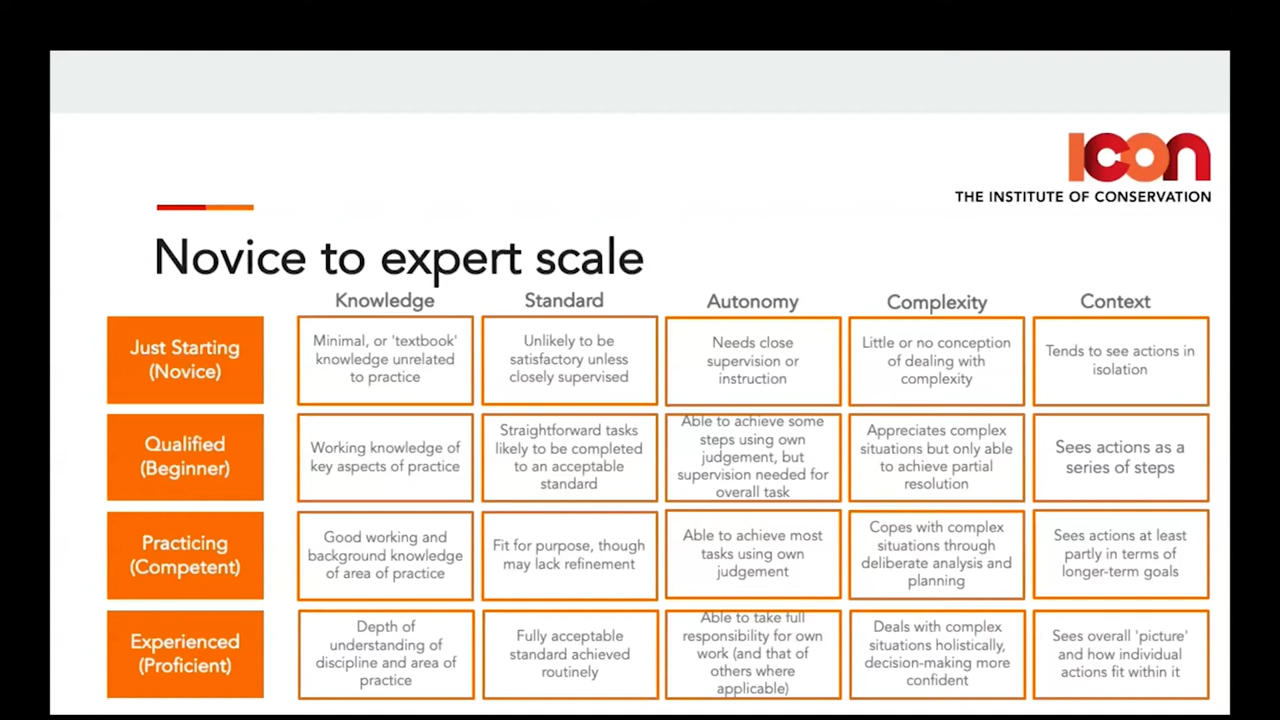 icon
THE INSTITUTE OF CONSERVATION
Novice to expert scale
Knowledge
Standard
Autonomy
Complexity
Context
Just Starting
(Novice)
Minimal, or 'textbook'
knowledge unrelated
to practice
Unlikely to be
satisfactory unless
closely supervised
Needs close
supervision or
instruction
Little or no conception
of dealing with
complexity
Tends to see actions in
isolation
Qualified
(Beginner)
Working knowledge of
key aspects of practice
Straightforward tasks
likely to be completed
to an acceptable
standard
Able to achieve some
steps using own
judgement, but
supervision needed for
overall task
Appreciates complex
situations but only able
to achieve partial
resolution
Sees actions as a
series of steps
Practicing
(Competent)
Good working and
background knowledge
of area of practice
Fit for purpose, though
may lack refinement
Able to achieve most
tasks using own
judgement
Copes with complex
situations through
deliberate analysis and
planning
Sees actions at least
partly in terms of
longer-term goals
Experienced
(Proficient)
Depth of
understanding of
discipline and area of
practice
Fully acceptable
standard achieved
routinely
Able to take full
responsibility for own
work (and that of
others where
applicable)
Deals with complex
situations holistically,
decision-making more
confident
Sees overall 'picture'
and how individual
actions fit within it